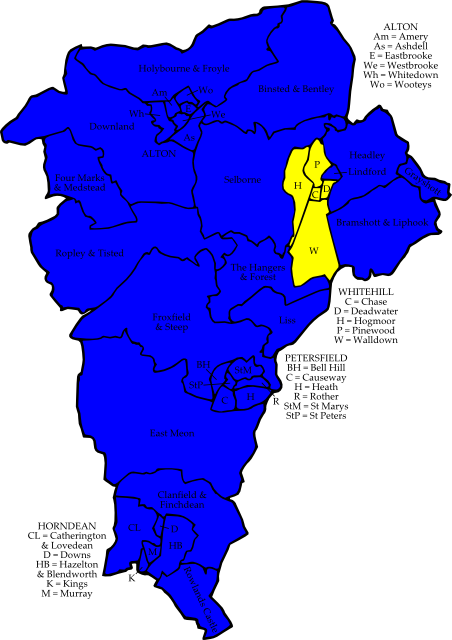 ALTON
Am = Amery
As = Ashdell
E = Eastbrooke
We = Westbrooke
Wh = Whitedown
Wo = Wooteys
Holybourne & Froyle
Binsted & Bentley
Am
Wo
Wh
E
We
As
Downland
ALTON
Four Marks
& Medstead
Selborne
Headley
Lindford
Grayshott
P
H
C
D
W
Bramshott & Liphook
Ropley & Tisted
The Hangers
& Forest
WHITEHILL
C = Chase
D = Deadwater
H = Hogmoor
P = Pinewood
W = Walldown
Froxfield
& Steep
Liss
PETERSFIELD
BH = Bell Hill
C = Causeway
H = Heath
R = Rother
StM = St Marys
StP = St Peters
BH
StM
StP
C
H
R
East Meon
Clanfield &
Finchdean
HORNDEAN
CL = Catherington
& Lovedean
D = Downs
HB = Hazelton
& Blendworth
K = Kings
M = Murray
CL
D
HB
M
K
Rowlands Castle